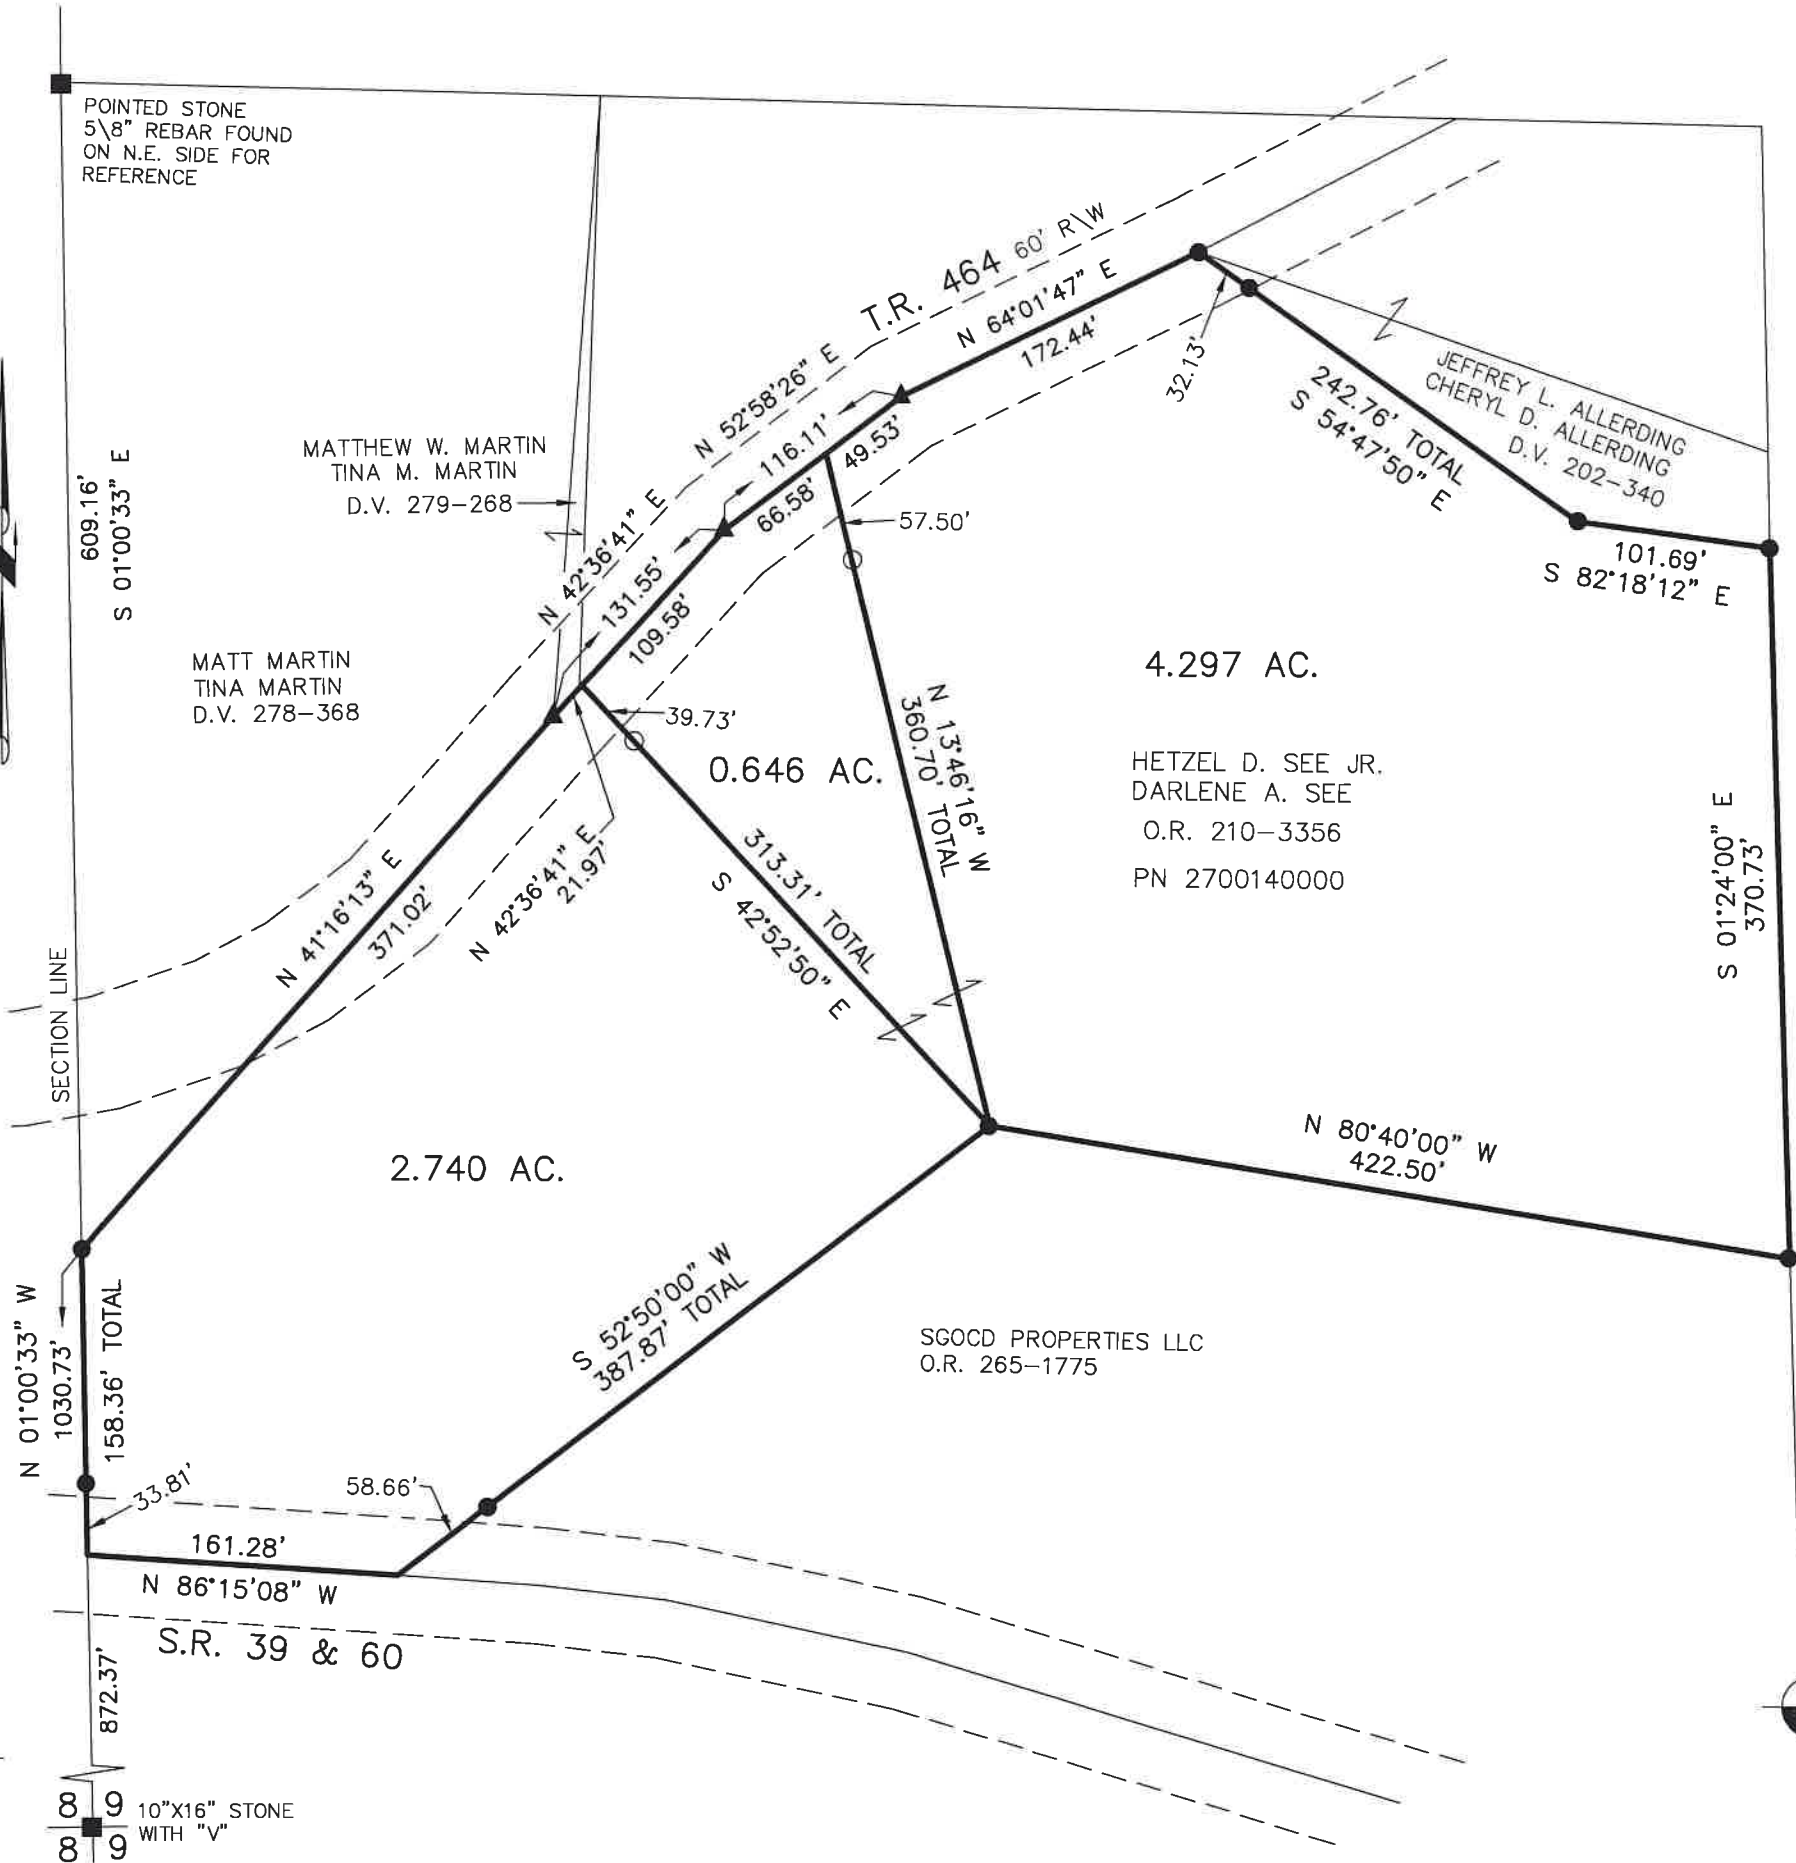 POINTED STONE
5\8" REBAR FOUND
ON N.E. SIDE FOR
REFERENCE
T.R. 464 60' R\W
N 64°01'47" E
172.44'
32.13'
JEFFREY L. ALLERDING
CHERYL D. ALLERDING
D.V. 202-340
242.76' TOTAL
S 54°47'50" E
101.69'
S 82°18'12" E
N 52°58'26" E
116.11'
49.53'
66.58'
57.50'
MATTHEW W. MARTIN
TINA M. MARTIN
D.V. 279-268
609.16'
S 01°00'33" E
N 42°36'41" E
131.55'
109.58'
MATT MARTIN
TINA MARTIN
D.V. 278-368
39.73'
0.646 AC.
N 13°46'16" W
360.70' TOTAL
4.297 AC.
HETZEL D. SEE JR.
DARLENE A. SEE
O.R. 210-3356
PN 2700140000
S 01°24'00" E
370.73'
N 42°36'41" E
21.97'
313.31' TOTAL
S 42°52'50" E
N 41°16'13" E
371.02'
SECTION LINE
2.740 AC.
N 80°40'00" W
422.50'
S 52°50'00" W
387.87' TOTAL
SGOCD PROPERTIES LLC
O.R. 265-1775
N 01°00'33" W
1030.73'
158.36' TOTAL
33.81'
58.66'
161.28'
N 86°15'08" W
S.R. 39 & 60
872.37'
8 9
8 9
10"X16" STONE
WITH "V"